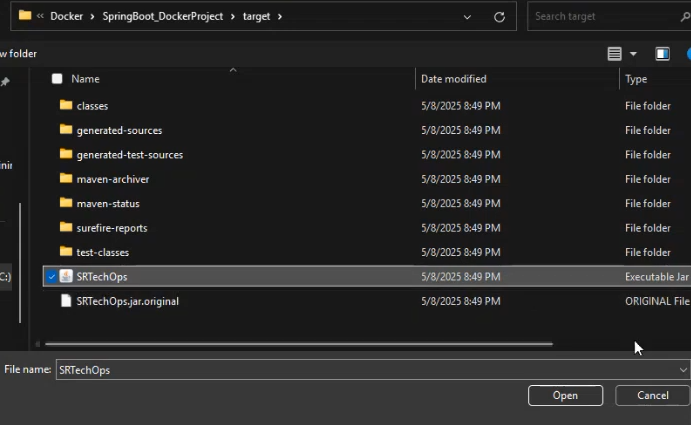 « Docker › SpringBoot_DockerProject › target ›
Search target
w folder
Name Date modified Type
classes 5/8/2025 8:49 PM File folder
generated-sources 5/8/2025 8:49 PM File folder
generated-test-sources 5/8/2025 8:49 PM File folder
maven-archiver 5/8/2025 8:49 PM File folder
maven-status 5/8/2025 8:49 PM File folder
surefire-reports 5/8/2025 8:49 PM File folder
test-classes 5/8/2025 8:49 PM File folder
C:) SRTechOps 5/8/2025 8:49 PM Executable Jar
SRTechOps.jar.original 5/8/2025 8:49 PM ORIGINAL File
File name: SRTechOps
Open Cancel